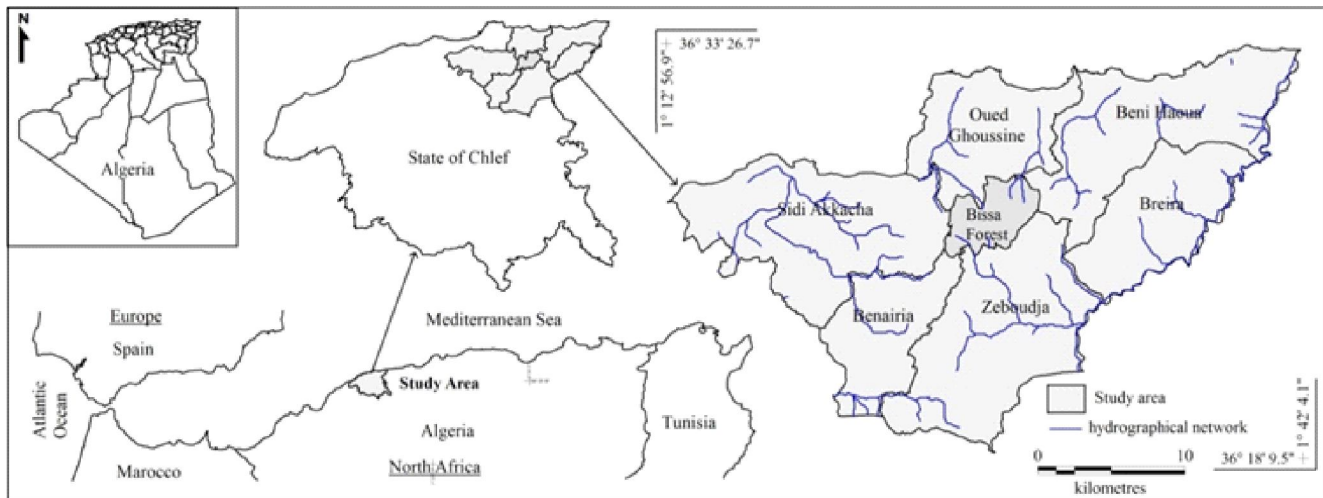 N
Algeria
State of Chlef
1° 12' 56.9"
36° 33' 26.7"
Oued
Ghoussine
Beni Haoua
Sidi Akkacha
Bissa
Forest
Breira
Benairia
Zeboudja
Europe
Spain
Mediterranean Sea
Atlantic
Ocean
Study Area
Algeria
Tunisia
Marocco
North Africa
Study area
hydrographical network
0 10
kilometres
36° 18' 9.5"
1° 42' 4.1"